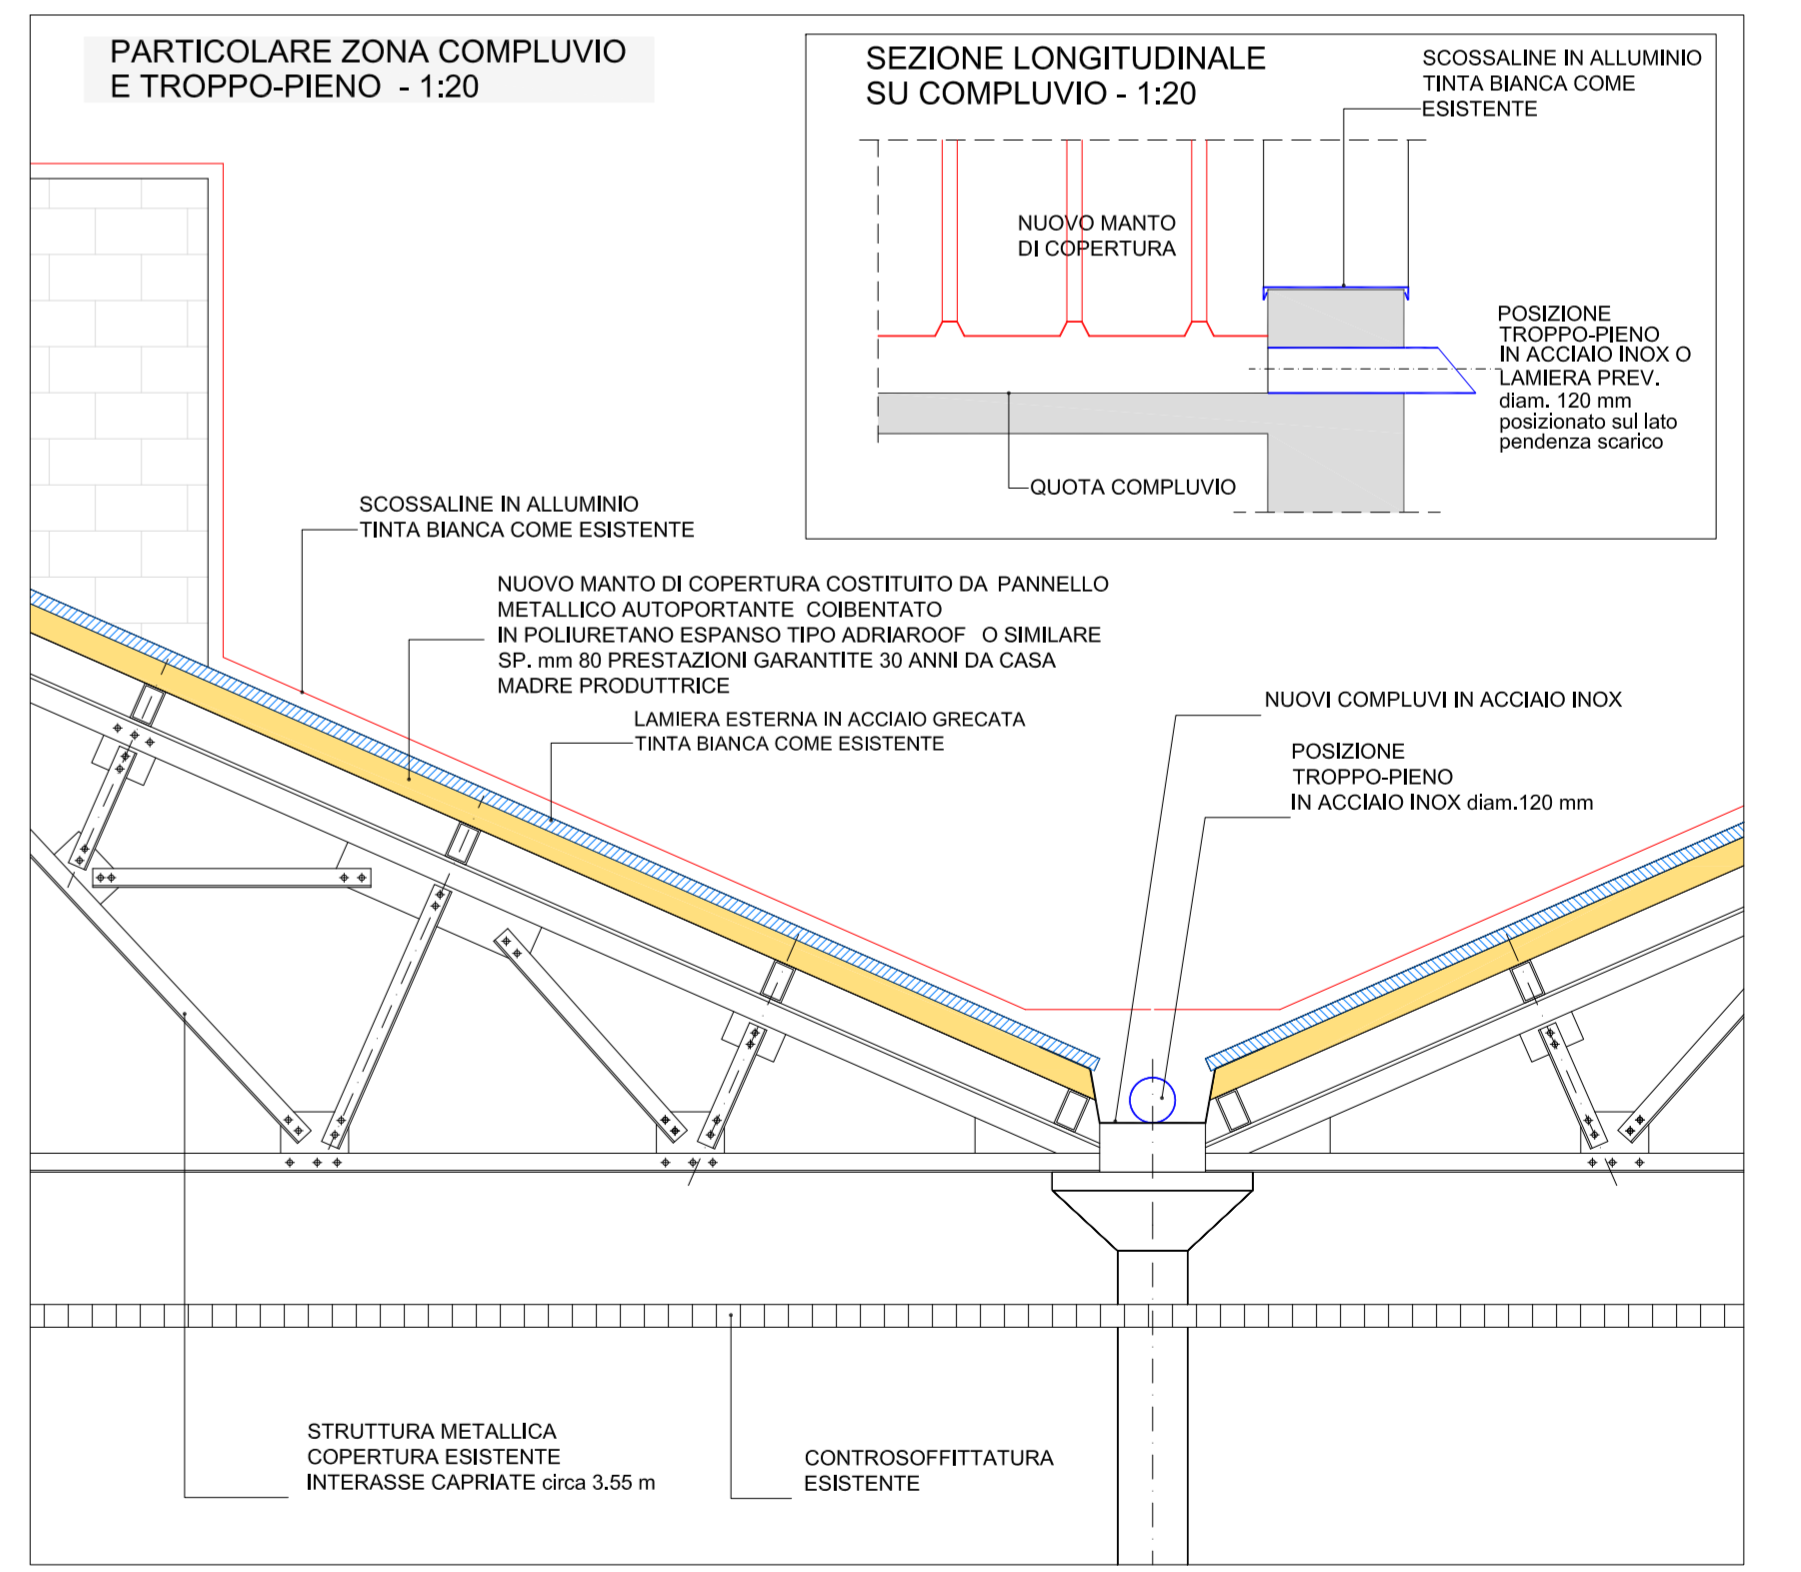 PARTICOLARE ZONA COMPLUVIO
E TROPPO-PIENO - 1:20
SEZIONE LONGITUDINALE
SU COMPLUVIO - 1:20
SCOSSALINE IN ALLUMINIO
TINTA BIANCA COME
ESISTENTE
NUOVO MANTO
DI COPERTURA
POSIZIONE
TROPPO-PIENO
IN ACCIAIO INOX O
LAMIERA PREV.
diam. 120 mm
posizionato sul lato
pendenza scarico
QUOTA COMPLUVIO
SCOSSALINE IN ALLUMINIO
TINTA BIANCA COME ESISTENTE
NUOVO MANTO DI COPERTURA COSTITUITO DA PANNELLO
METALLICO AUTOPORTANTE COIBENTATO
IN POLIURETANO ESPANSO TIPO ADRIAROOF O SIMILARE
SP. mm 80 PRESTAZIONI GARANTITE 30 ANNI DA CASA
MADRE PRODUTTRICE
LAMIERA ESTERNA IN ACCIAIO GRECATA
TINTA BIANCA COME ESISTENTE
NUOVI COMPLUVI IN ACCIAIO INOX
POSIZIONE
TROPPO-PIENO
IN ACCIAIO INOX diam.120 mm
STRUTTURA METALLICA
COPERTURA ESISTENTE
INTERASSE CAPRIATE circa 3.55 m
CONTROSOFFITTATURA
ESISTENTE